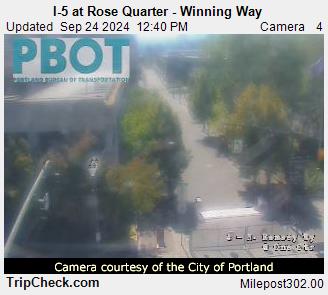 I-5 at Rose Quarter - Winning Way
Updated Sep 24 2024 12:40 PM Camera 4
PBOT
PORTLAND BUREAU OF TRANSPORTATION
Camera courtesy of the City of Portland
TripCheck.com Milepost302.00